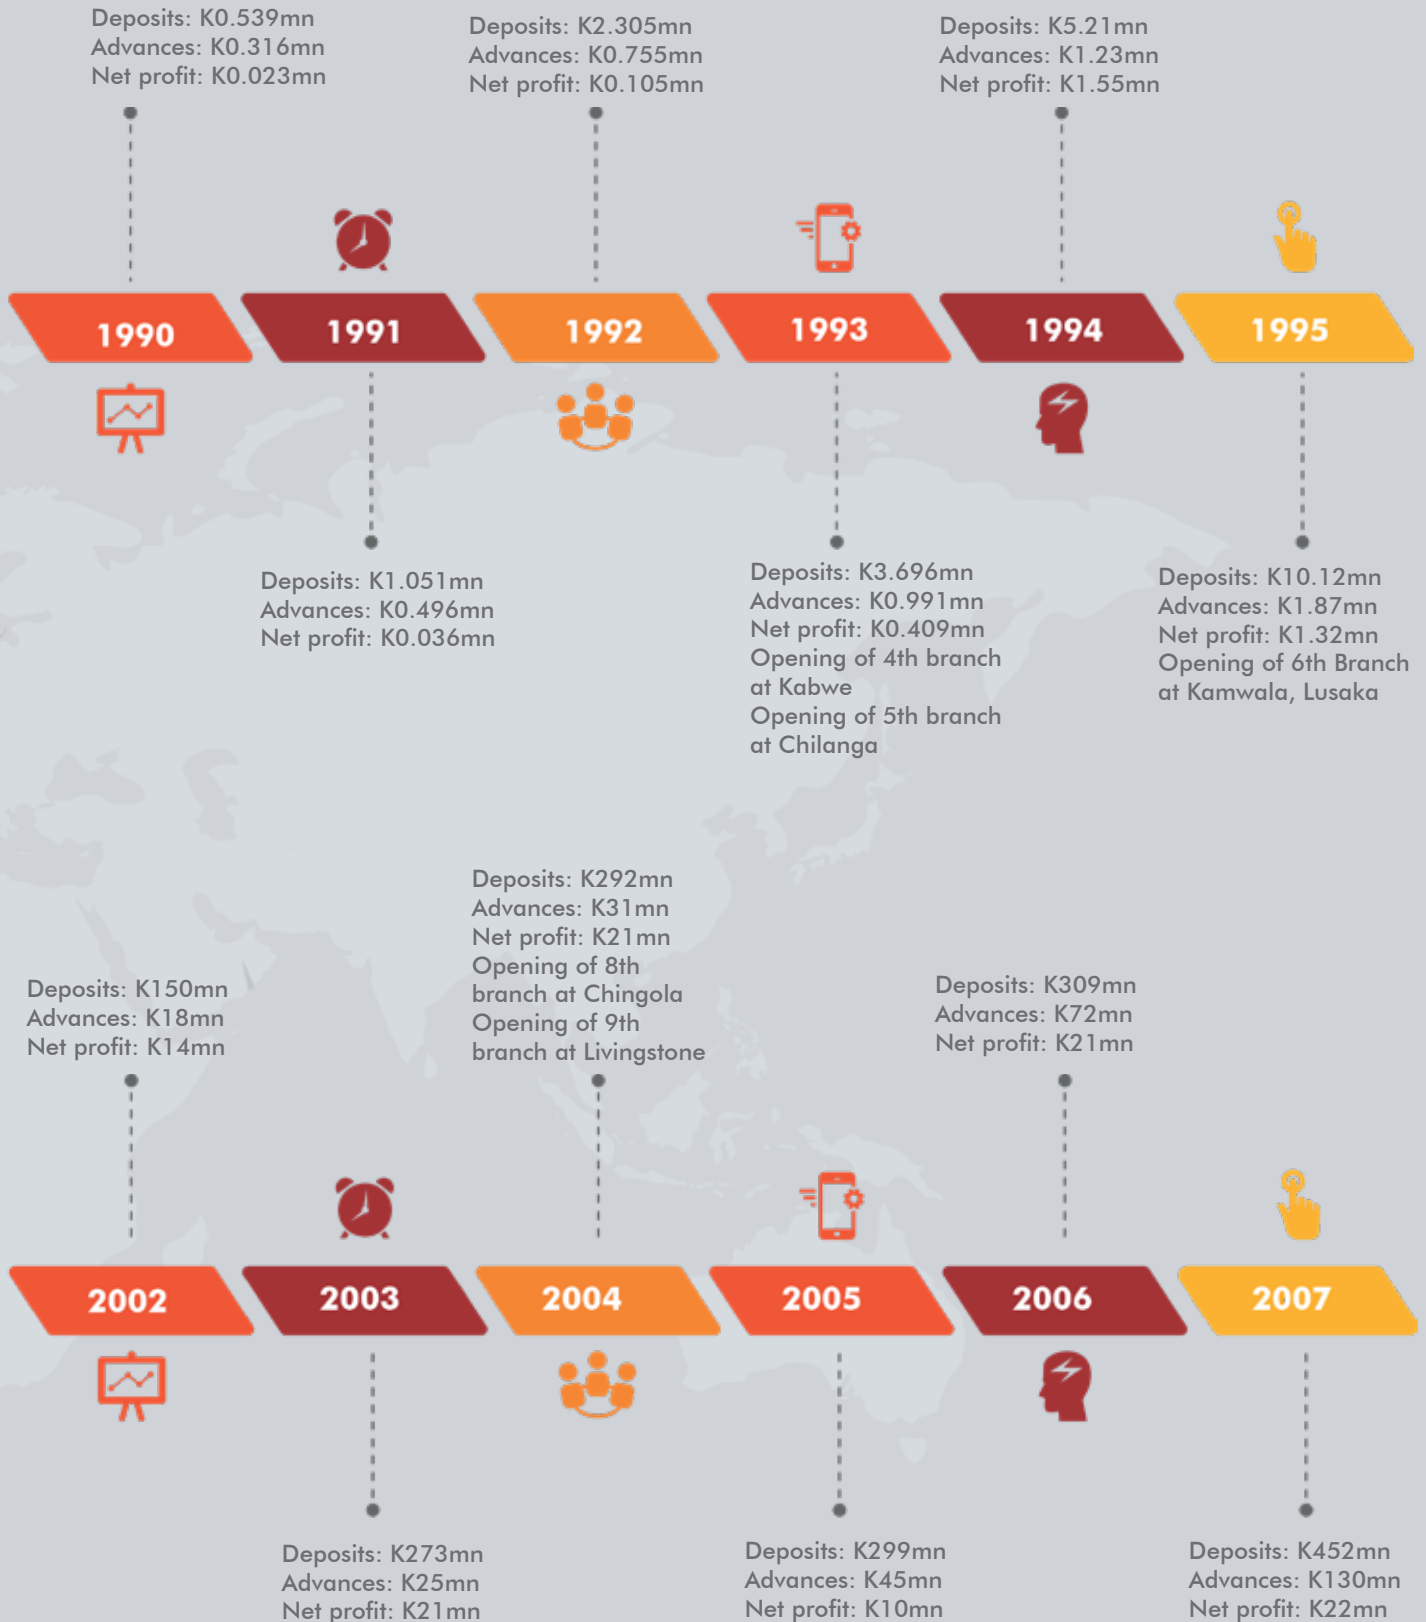 Deposits: K0.539mn
Advances: K0.316mn
Net profit: K0.023mn
Deposits: K2.305mn
Advances: K0.755mn
Net profit: K0.105mn
Deposits: K5.21mn
Advances: K1.23mn
Net profit: K1.55mn
1990
1991
1992
1993
1994
1995
Deposits: K1.051mn
Advances: K0.496mn
Net profit: K0.036mn
Deposits: K3.696mn
Advances: K0.991mn
Net profit: K0.409mn
Opening of 4th branch
at Kabwe
Opening of 5th branch
at Chilanga
Deposits: K10.12mn
Advances: K1.87mn
Net profit: K1.32mn
Opening of 6th Branch
at Kamwala, Lusaka
Deposits: K150mn
Advances: K18mn
Net profit: K14mn
Deposits: K292mn
Advances: K31mn
Net profit: K21mn
Opening of 8th
branch at Chingola
Opening of 9th
branch at Livingstone
Deposits: K309mn
Advances: K72mn
Net profit: K21mn
2002
2003
2004
2005
2006
2007
Deposits: K273mn
Advances: K25mn
Net profit: K21mn
Deposits: K299mn
Advances: K45mn
Net profit: K10mn
Deposits: K452mn
Advances: K130mn
Net profit: K22mn